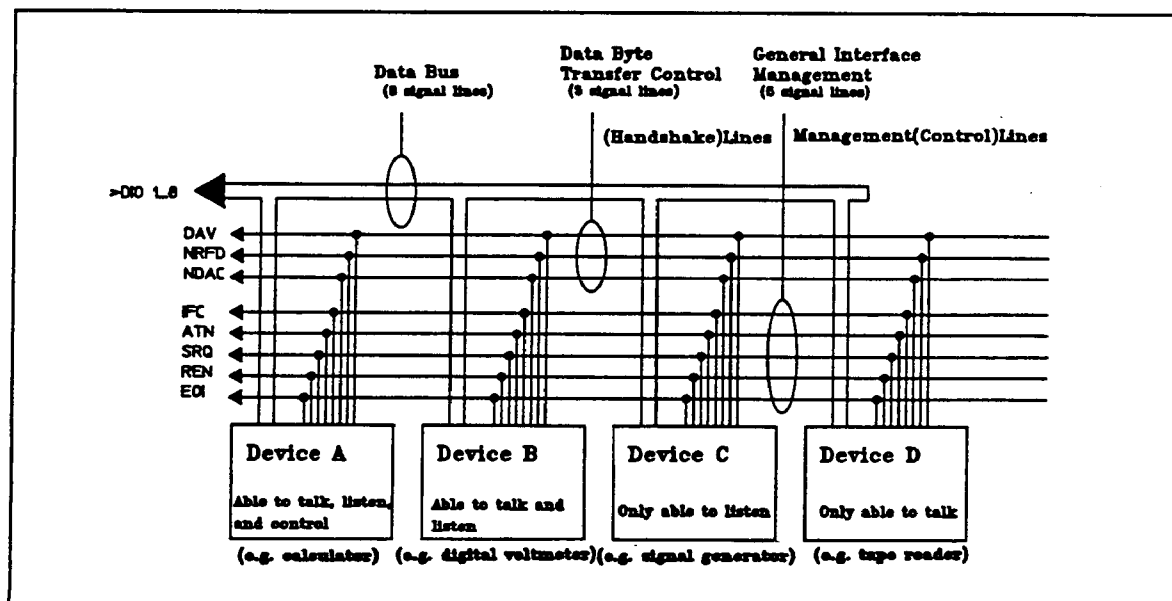 Data Bus
(8 signal lines)
Data Byte
Transfer Control
(3 signal lines)
General Interface
Management
(5 signal lines)
(Handshake)Lines
Management(Control)Lines
>DIO 1...8
DAV
NRFD
NDAC
IFC
ATN
SRQ
REN
EOI
Device A
Able to talk, listen,
and control
(e.g. calculator)
Device B
Able to talk and
listen
(e.g. digital voltmeter)
Device C
Only able to listen
(e.g. signal generator)
Device D
Only able to talk
(e.g. tape reader)